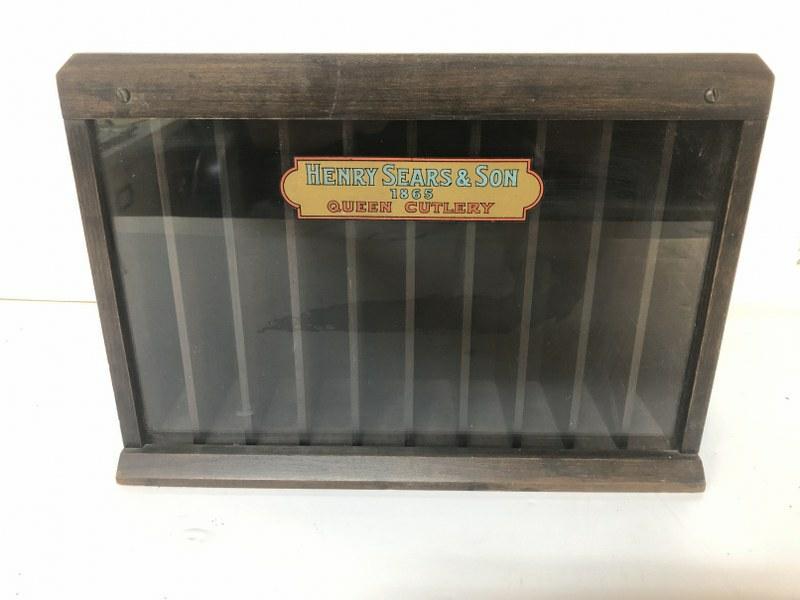 HENRY SEARS & SON
1865
QUEEN CUTLERY